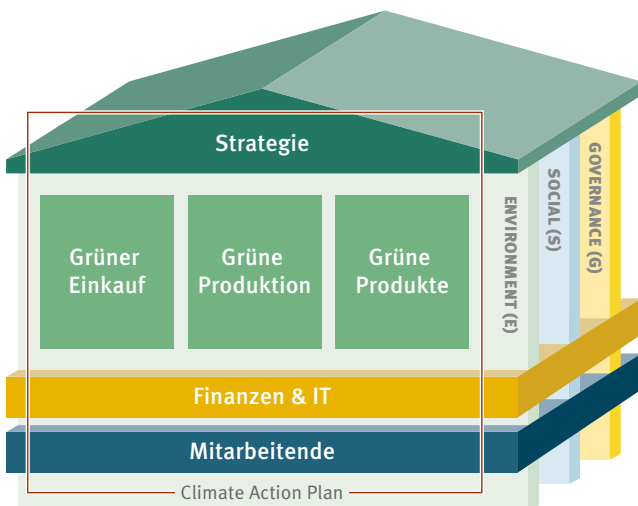 Strategie
Grüner
Einkauf
Grüne
Produktion
Grüne
Produkte
ENVIRONMENT (E)
SOCIAL (S)
GOVERNANCE (G)
Finanzen & IT
Mitarbeitende
Climate Action Plan